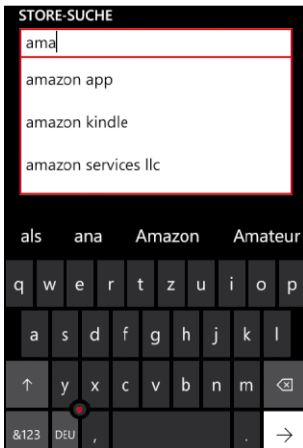 STORE-SUCHE
ama
amazon app
amazon kindle
amazon services llc
als ana Amazon Amateur
q w e r t z u i o p
a s d f g h j k l
↑ y x c v b n m
&123 DEU , . →